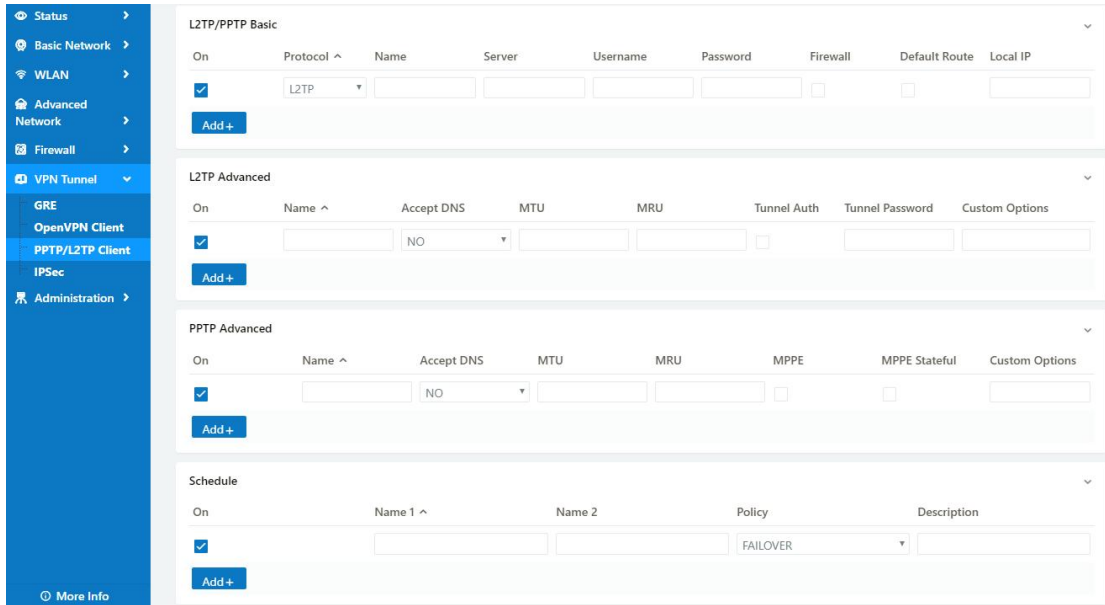 Status
Basic Network
WLAN
Advanced
Network
Firewall
VPN Tunnel
GRE
OpenVPN Client
PPTP/L2TP Client
IPSec
Administration
More Info
L2TP/PPTP Basic
On Protocol Name Server Username Password Firewall Default Route Local IP
L2TP
Add+
L2TP Advanced
On Name Accept DNS MTU MRU Tunnel Auth Tunnel Password Custom Options
NO
Add+
PPTP Advanced
On Name Accept DNS MTU MRU MPPE MPPE Stateful Custom Options
NO
Add+
Schedule
On Name 1 Name 2 Policy Description
FAILOVER
Add+